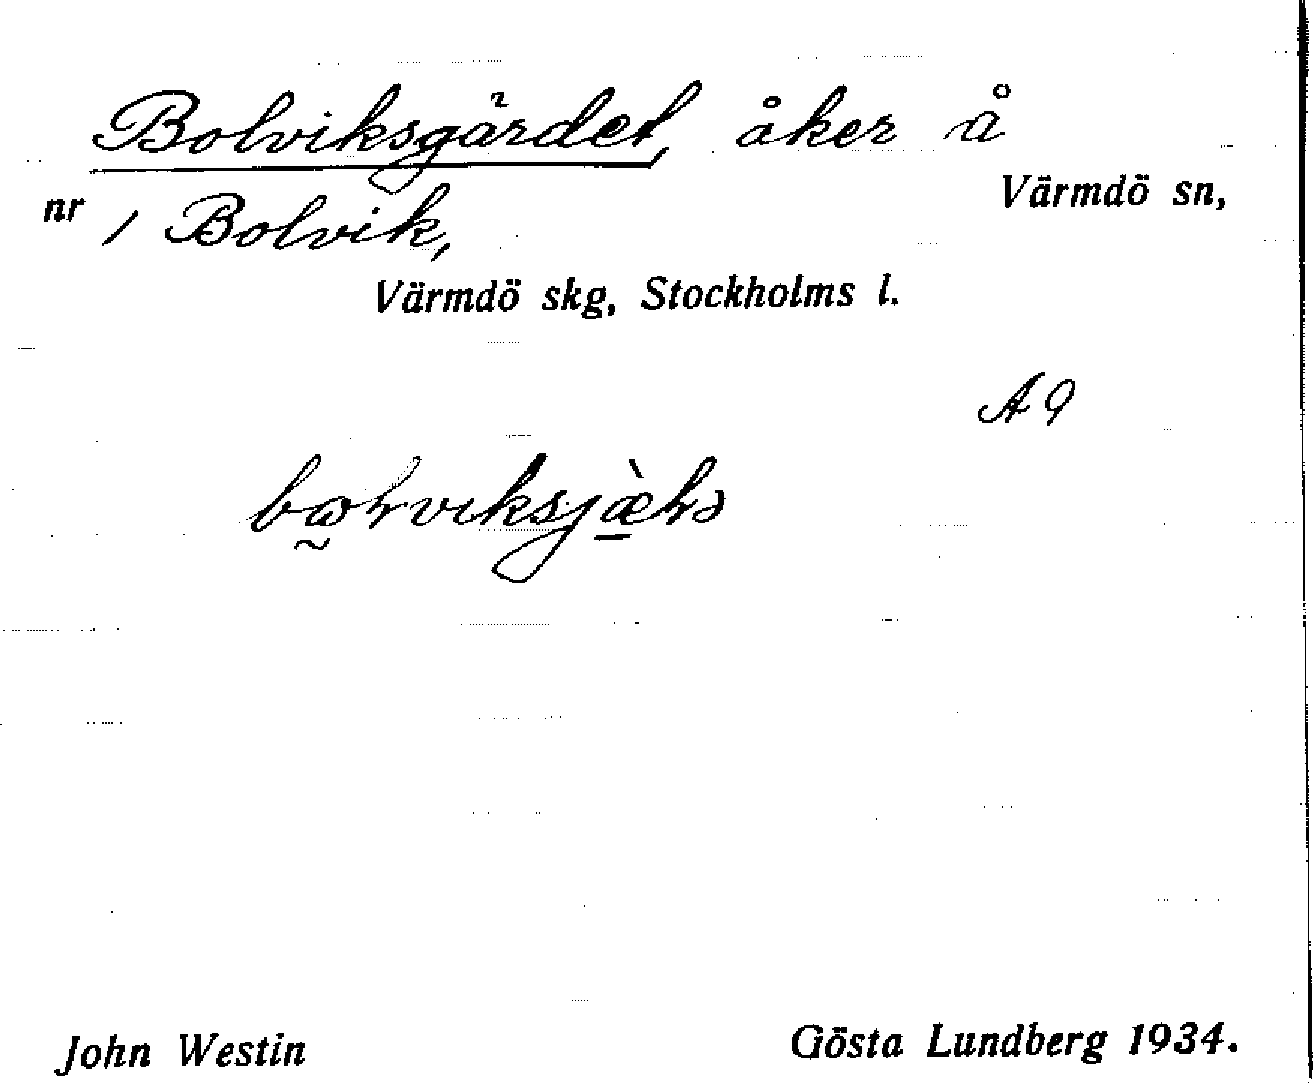 Bolviksgärdet, åker å
Värmdö sn,
nr 1 Bolvik,
Värmdö skg, Stockholms l.
A 9
John Westin
Gösta Lundberg 1934.